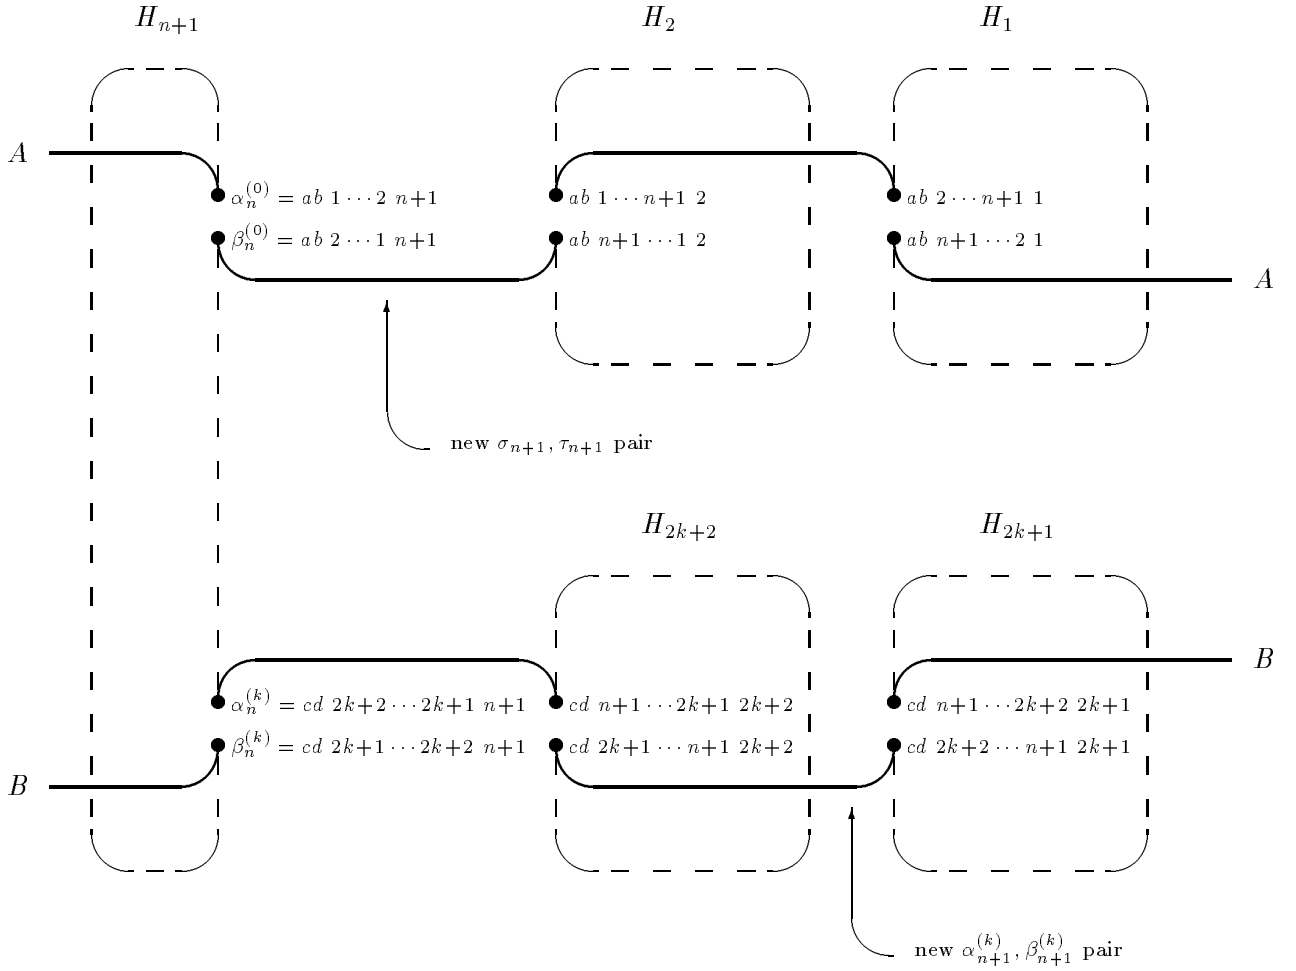 H_{n+1} H_2 H_1
A
α_n^{(0)} = ab 1 ··· 2 n+1 ab 1 ··· n+1 2 ab 2 ··· n+1 1
β_n^{(0)} = ab 2 ··· 1 n+1 ab n+1 ··· 1 2 ab n+1 ··· 2 1
A
new σ_{n+1}, τ_{n+1} pair
H_{2k+2} H_{2k+1}
B
α_n^{(k)} = cd 2k+2 ··· 2k+1 n+1 cd n+1 ··· 2k+1 2k+2 cd n+1 ··· 2k+2 2k+1
β_n^{(k)} = cd 2k+1 ··· 2k+2 n+1 cd 2k+1 ··· n+1 2k+2 cd 2k+2 ··· n+1 2k+1
B
new α_{n+1}^{(k)}, β_{n+1}^{(k)} pair